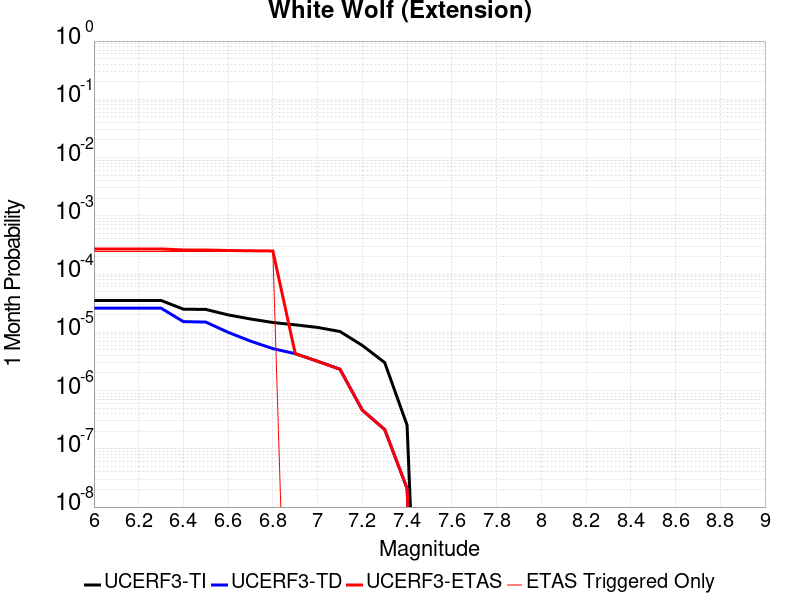 White Wolf (Extension)
10^0
10^-1
10^-2
10^-3
10^-4
10^-5
10^-6
10^-7
10^-8
1 Month Probability
6 6.2 6.4 6.6 6.8 7 7.2 7.4 7.6 7.8 8 8.2 8.4 8.6 8.8 9
Magnitude
UCERF3-TI UCERF3-TD UCERF3-ETAS ETAS Triggered Only